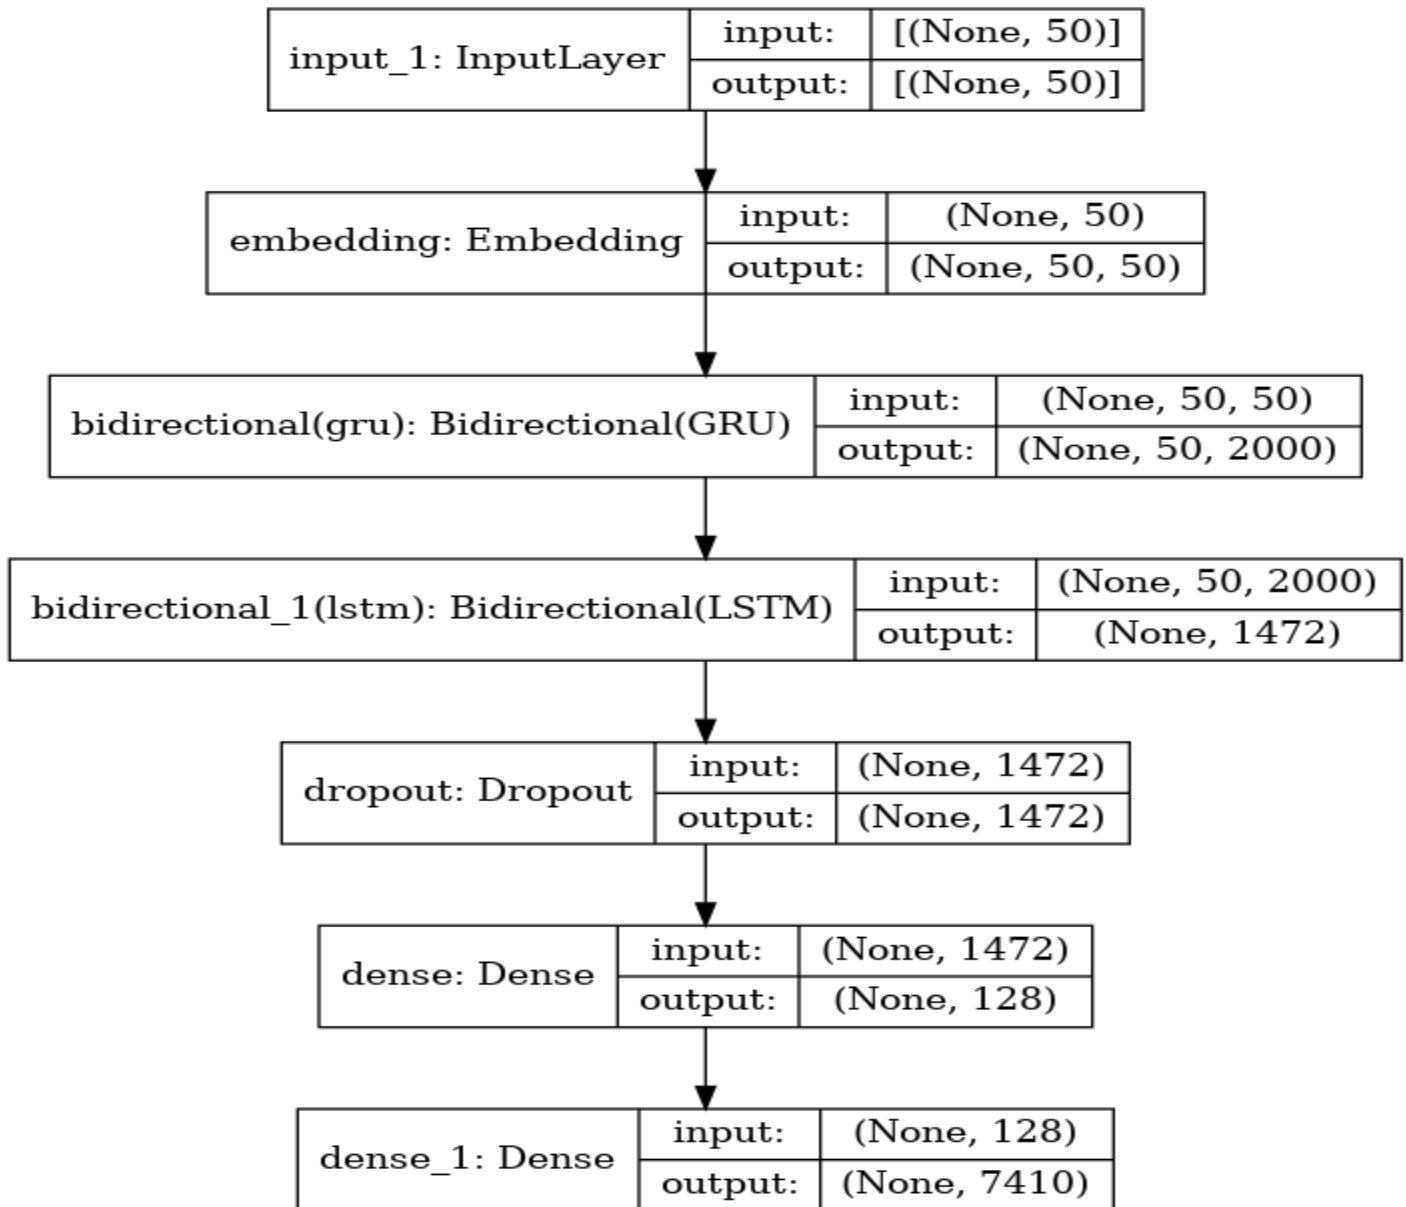 input_1: InputLayer
input: [(None, 50)]
output: [(None, 50)]
embedding: Embedding
input: (None, 50)
output: (None, 50, 50)
bidirectional(gru): Bidirectional(GRU)
input: (None, 50, 50)
output: (None, 50, 2000)
bidirectional_1(lstm): Bidirectional(LSTM)
input: (None, 50, 2000)
output: (None, 1472)
dropout: Dropout
input: (None, 1472)
output: (None, 1472)
dense: Dense
input: (None, 1472)
output: (None, 128)
dense_1: Dense
input: (None, 128)
output: (None, 7410)